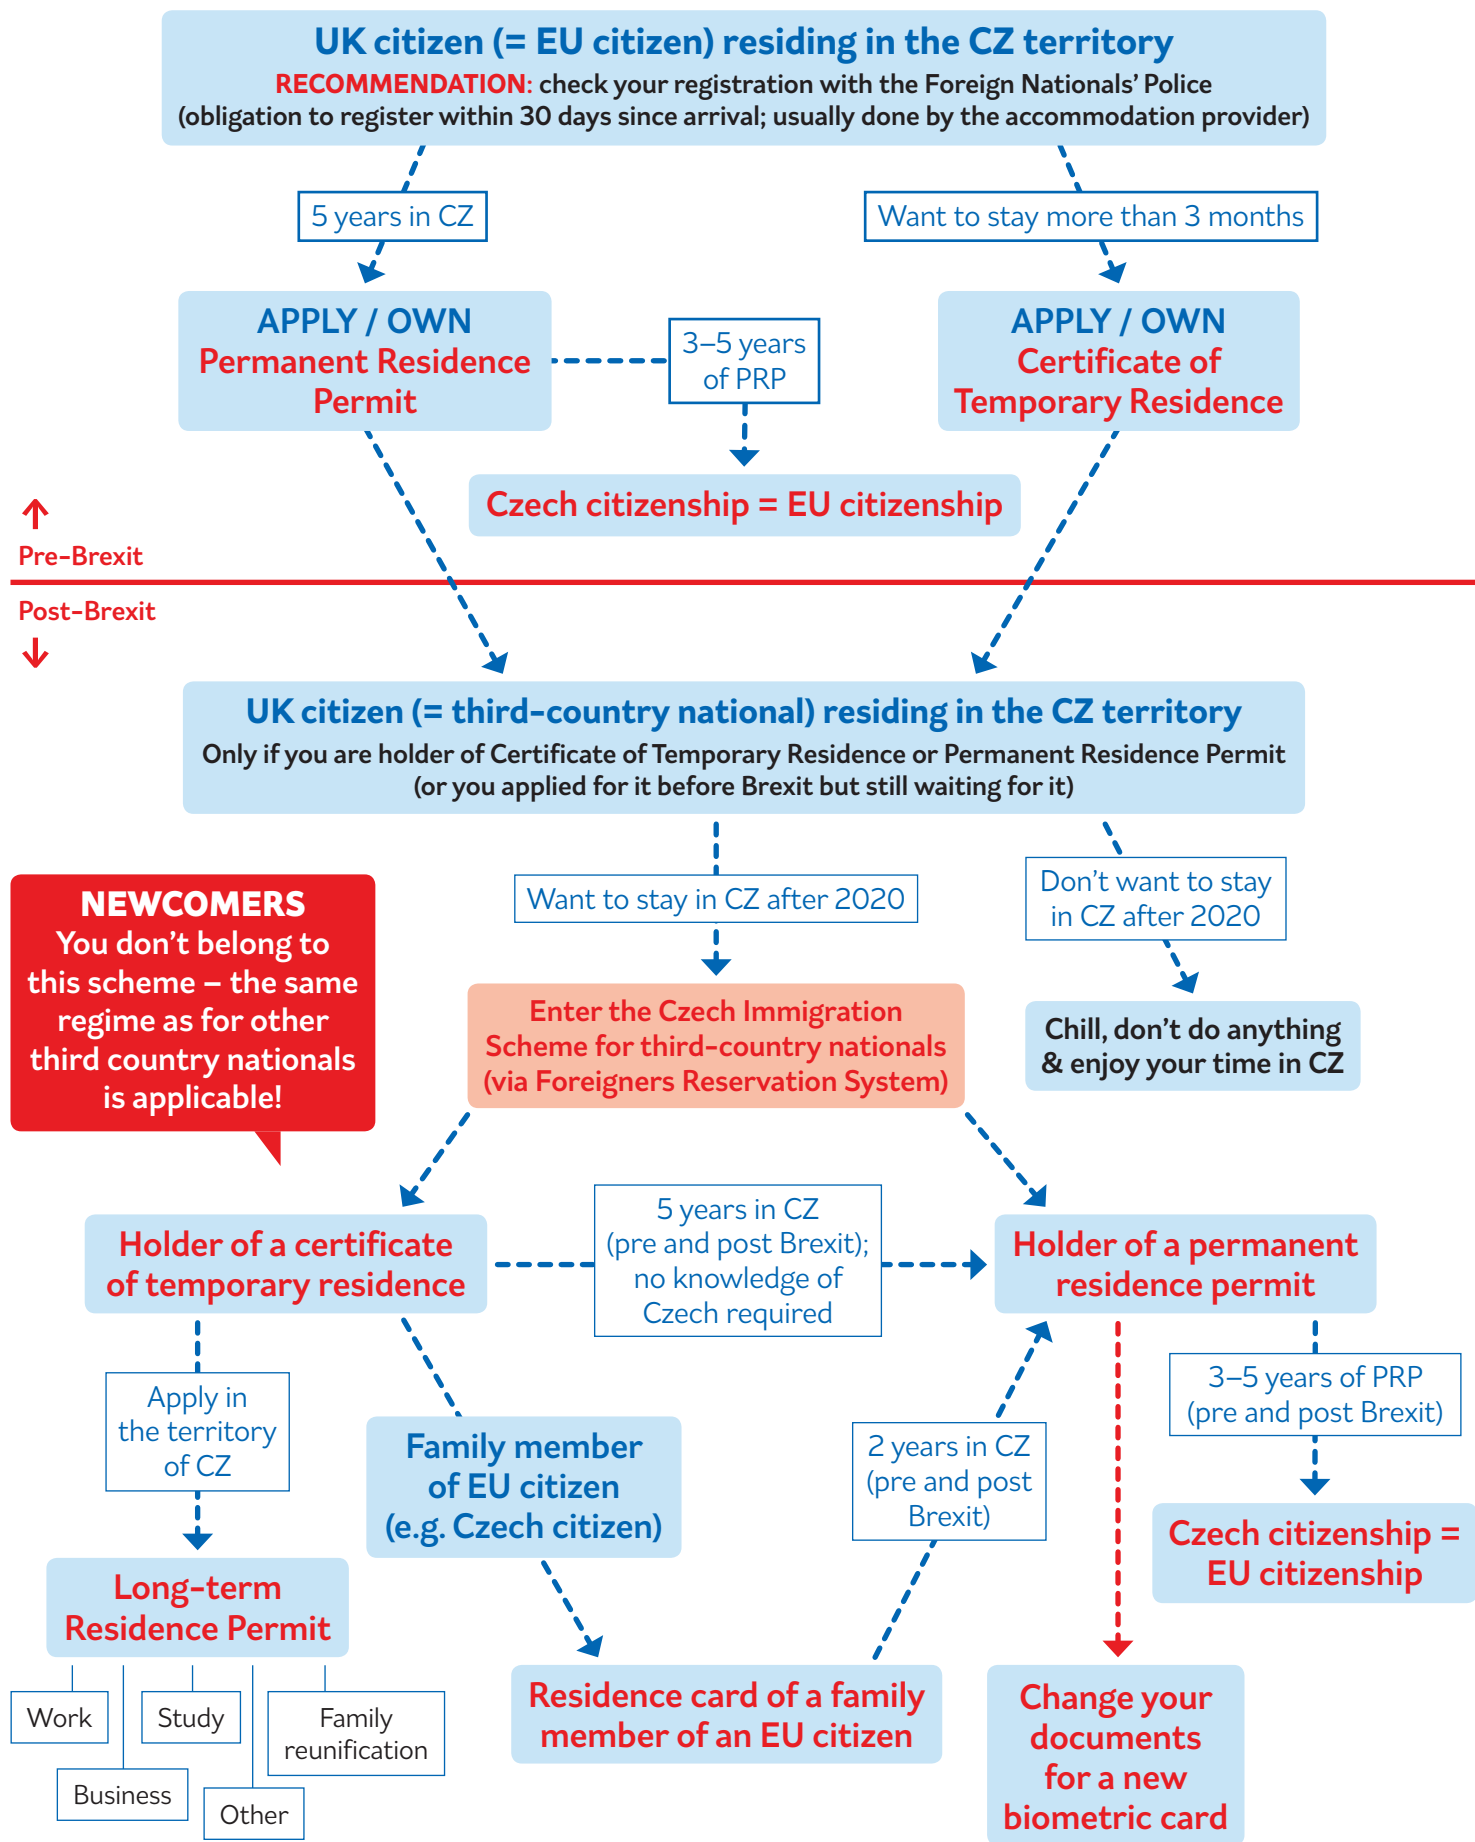 UK citizen (= EU citizen) residing in the CZ territory
RECOMMENDATION: check your registration with the Foreign Nationals' Police
(obligation to register within 30 days since arrival; usually done by the accommodation provider)
5 years in CZ
Want to stay more than 3 months
APPLY / OWN
Permanent Residence
Permit
3–5 years
of PRP
APPLY / OWN
Certificate of
Temporary Residence
Czech citizenship = EU citizenship
Pre-Brexit
Post-Brexit
UK citizen (= third-country national) residing in the CZ territory
Only if you are holder of Certificate of Temporary Residence or Permanent Residence Permit
(or you applied for it before Brexit but still waiting for it)
NEWCOMERS
You don't belong to
this scheme – the same
regime as for other
third country nationals
is applicable!
Want to stay in CZ after 2020
Don't want to stay
in CZ after 2020
Enter the Czech Immigration
Scheme for third-country nationals
(via Foreigners Reservation System)
Chill, don't do anything
& enjoy your time in CZ
Holder of a certificate
of temporary residence
5 years in CZ
(pre and post Brexit);
no knowledge of
Czech required
Holder of a permanent
residence permit
Apply in
the territory
of CZ
Family member
of EU citizen
(e.g. Czech citizen)
2 years in CZ
(pre and post
Brexit)
3–5 years of PRP
(pre and post Brexit)
Czech citizenship =
EU citizenship
Long-term
Residence Permit
Work
Study
Family
reunification
Business
Other
Residence card of a family
member of an EU citizen
Change your
documents
for a new
biometric card